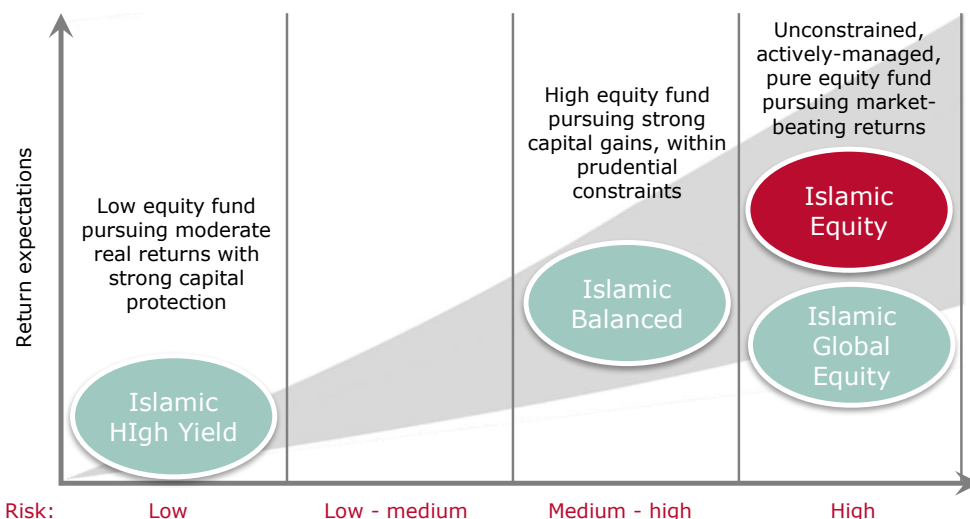 Return expectations
Low equity fund
pursuing moderate
real returns with
strong capital
protection
Islamic
HIgh Yield
High equity fund
pursuing strong
capital gains, within
prudential
constraints
Islamic
Balanced
Unconstrained,
actively-managed,
pure equity fund
pursuing market-
beating returns
Islamic
Equity
Islamic
Global
Equity
Risk:
Low
Low - medium
Medium - high
High